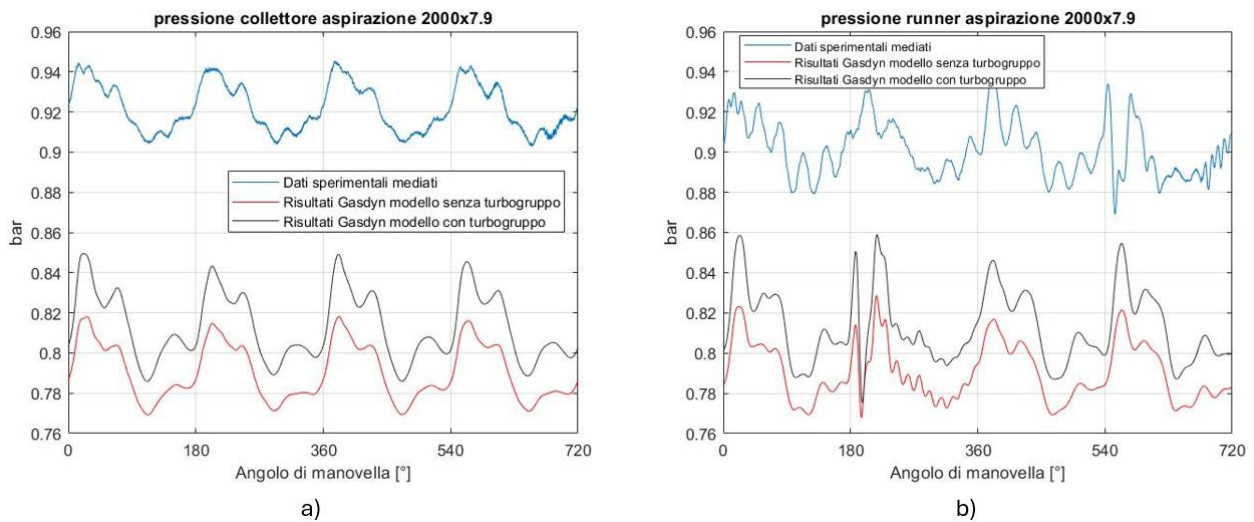 pressione collettore aspirazione 2000x7.9
0.96
0.94
0.92
0.9
0.88
0.86
0.84
0.82
0.8
0.78
0.76
bar
Dati sperimentali mediati
Risultati Gasdyn modello senza turbogruppo
Risultati Gasdyn modello con turbogruppo
0 180 360 540 720
Angolo di manovella [°]
a)
pressione runner aspirazione 2000x7.9
0.96
0.94
0.92
0.9
0.88
0.86
0.84
0.82
0.8
0.78
0.76
bar
Dati sperimentali mediati
Risultati Gasdyn modello senza turbogruppo
Risultati Gasdyn modello con turbogruppo
0 180 360 540 720
Angolo di manovella [°]
b)